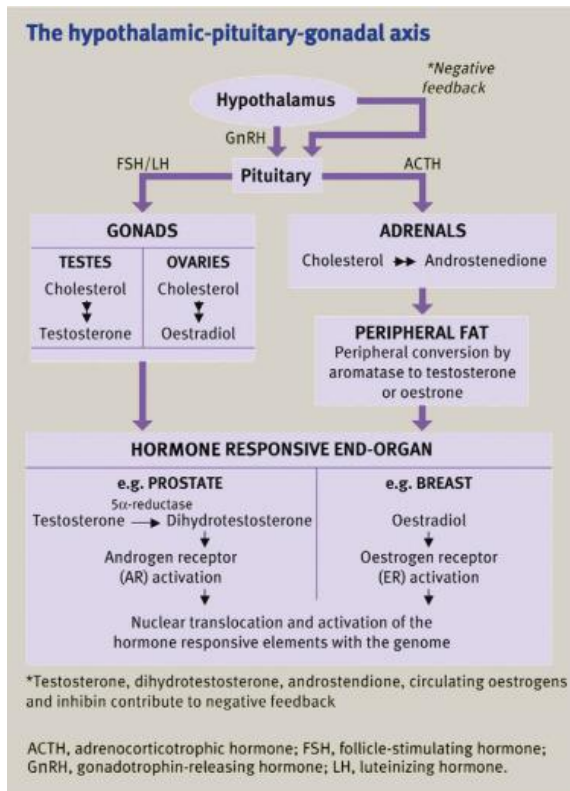 The hypothalamic-pituitary-gonadal axis
*Negative
feedback
Hypothalamus
GnRH
FSH/LH
Pituitary
ACTH
GONADS
TESTES
Cholesterol
Testosterone
OVARIES
Cholesterol
Oestradiol
ADRENALS
Cholesterol Androstenedione
PERIPHERAL FAT
Peripheral conversion by
aromatase to testosterone
or oestrone
HORMONE RESPONSIVE END-ORGAN
e.g. PROSTATE
5α-reductase
Testosterone Dihydrotestosterone
Androgen receptor
(AR) activation
e.g. BREAST
Oestradiol
Oestrogen receptor
(ER) activation
Nuclear translocation and activation of the
hormone responsive elements with the genome
*Testosterone, dihydrotestosterone, androstendione, circulating oestrogens
and inhibin contribute to negative feedback
ACTH, adrenocorticotrophic hormone; FSH, follicle-stimulating hormone;
GnRH, gonadotrophin-releasing hormone; LH, luteinizing hormone.